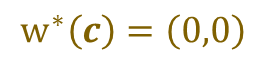 w*(c) = (0,0)